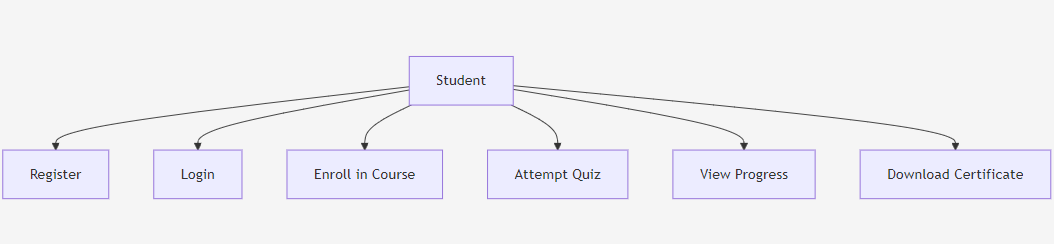 Student
Register
Login
Enroll in Course
Attempt Quiz
View Progress
Download Certificate